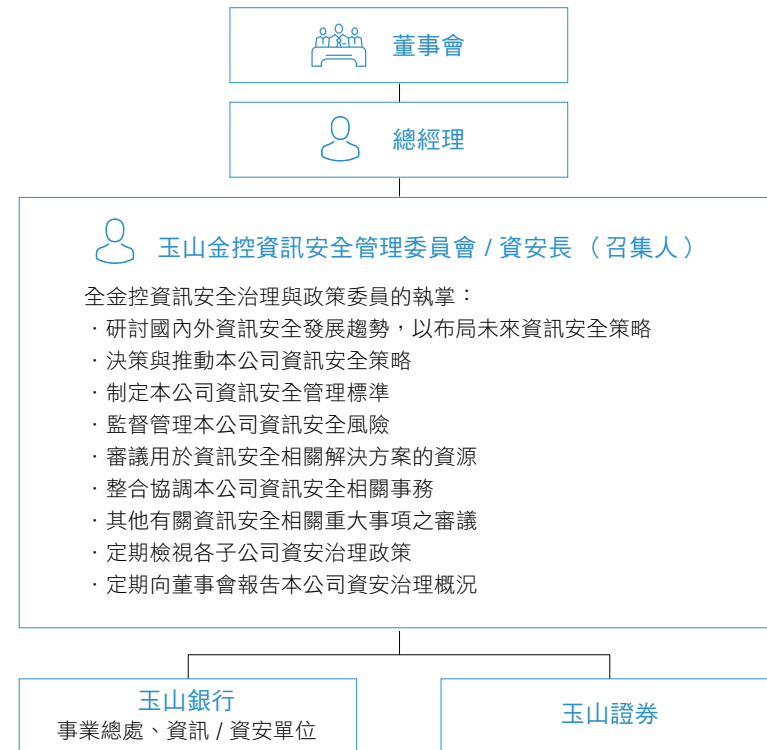 董事會
總經理
玉山金控資訊安全管理委員會 / 資安長 （召集人）
全金控資訊安全治理與政策委員的執掌：
．研討國內外資訊安全發展趨勢，以布局未來資訊安全策略
．決策與推動本公司資訊安全策略
．制定本公司資訊安全管理標準
．監督管理本公司資訊安全風險
．審議用於資訊安全相關解決方案的資源
．整合協調本公司資訊安全相關事務
．其他有關資訊安全相關重大事項之審議
．定期檢視各子公司資安治理政策
．定期向董事會報告本公司資安治理概況
玉山銀行
事業總處、資訊 / 資安單位
玉山證券